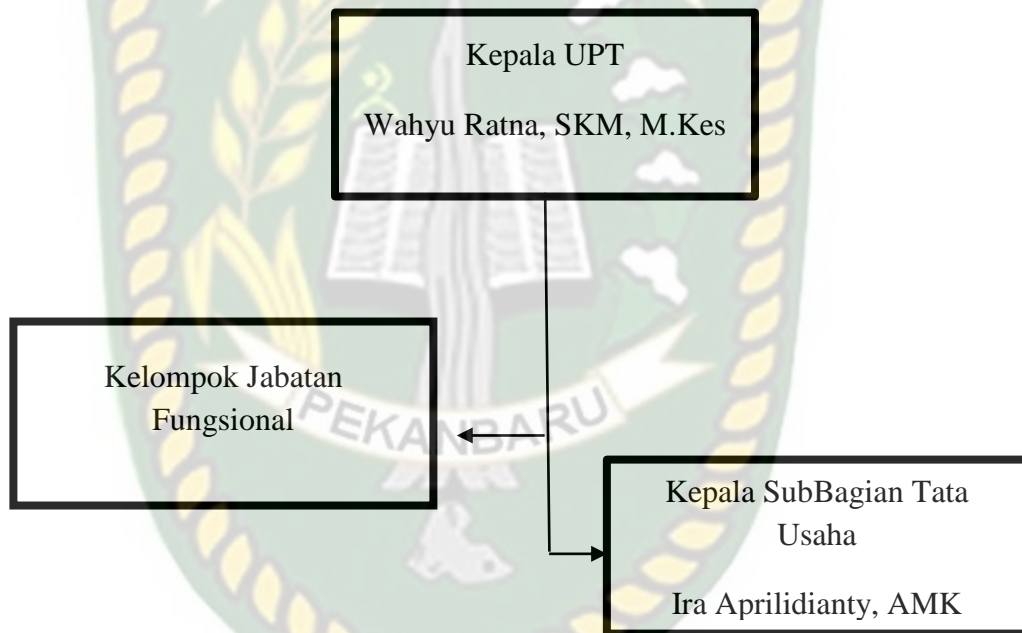 Kepala UPT
Wahyu Ratna, SKM, M.Kes
Kelompok Jabatan
Fungsional
PEKANBARU
Kepala SubBagian Tata
Usaha
Ira Aprilidianty, AMK